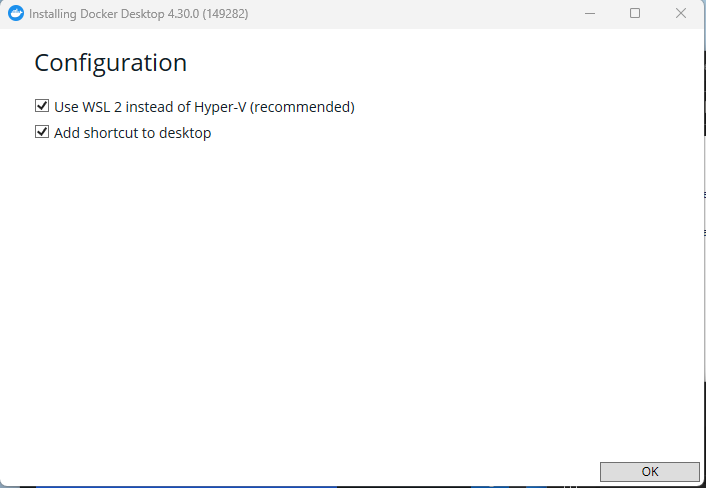 Installing Docker Desktop 4.30.0 (149282)
Configuration
Use WSL 2 instead of Hyper-V (recommended)
Add shortcut to desktop
OK